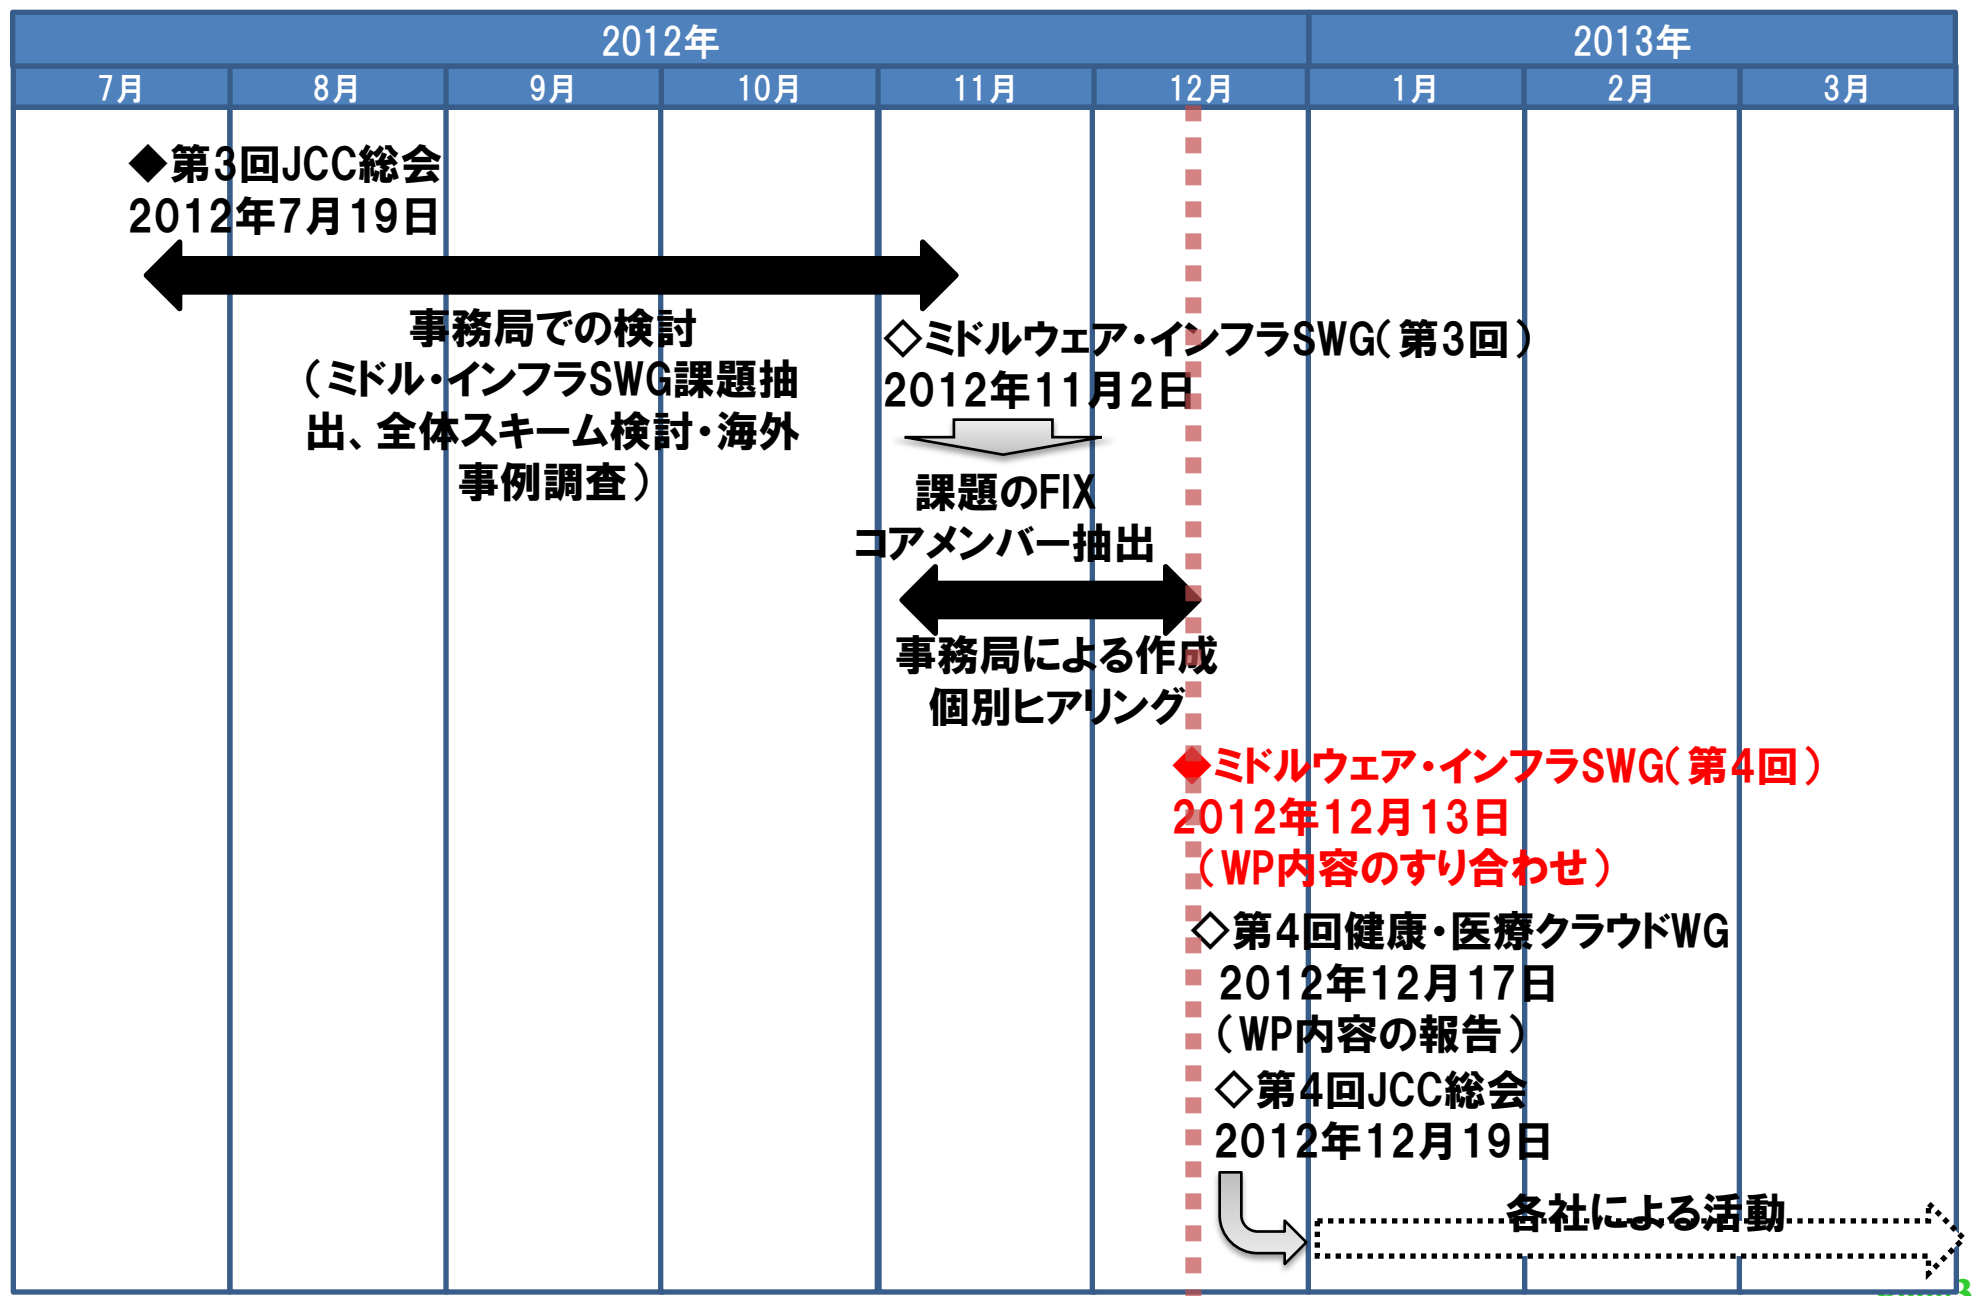 2012年
2013年
7月
8月
9月
10月
11月
12月
1月
2月
3月
◆第3回JCC総会
2012年7月19日
事務局での検討
（ミドル・インフラSWG課題抽
出、全体スキーム検討・海外
事例調査）
◇ミドルウェア・インフラSWG（第3回）
2012年11月2日
課題のFIX
コアメンバー抽出
事務局による作成
個別ヒアリング
◆ミドルウェア・インフラSWG（第4回）
2012年12月13日
（WP内容のすり合わせ）
◇第4回健康・医療クラウドWG
2012年12月17日
（WP内容の報告）
◇第4回JCC総会
2012年12月19日
各社による活動
3